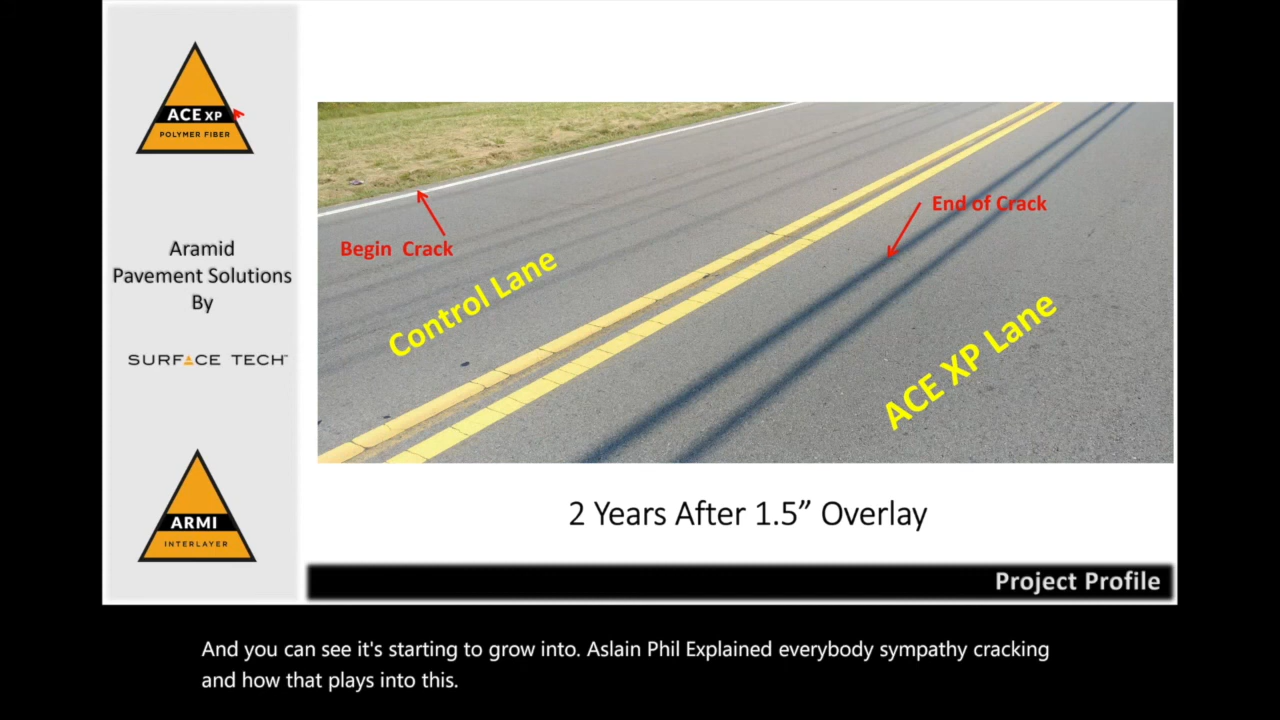 ACE XP
POLYMER FIBER
Aramid
Pavement Solutions
By
SURFACE TECH
ARMI
INTERLAYER
Begin Crack
End of Crack
Control Lane
ACE XP Lane
2 Years After 1.5” Overlay
Project Profile
And you can see it's starting to grow into. Aslain Phil Explained everybody sympathy cracking
and how that plays into this.